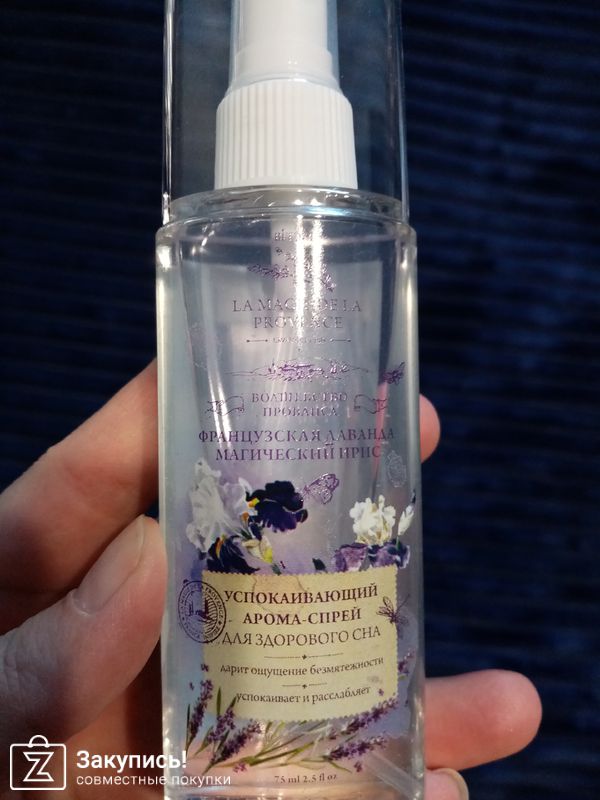 LA MAGIE DE LA
PROVENCE
ВОЛШЕБСТВО
ПРОВАНСА
ФРАНЦУЗСКАЯ ЛАВАНДА
МАГИЧЕСКИЙ ИРИС
УСПОКАИВАЮЩИЙ
АРОМА-СПРЕЙ
ДЛЯ ЗДОРОВОГО СНА
дарит ощущение безмятежности
успокаивает и расслабляет
75 ml 2.5 fl oz
Закупись!
совместные покупки